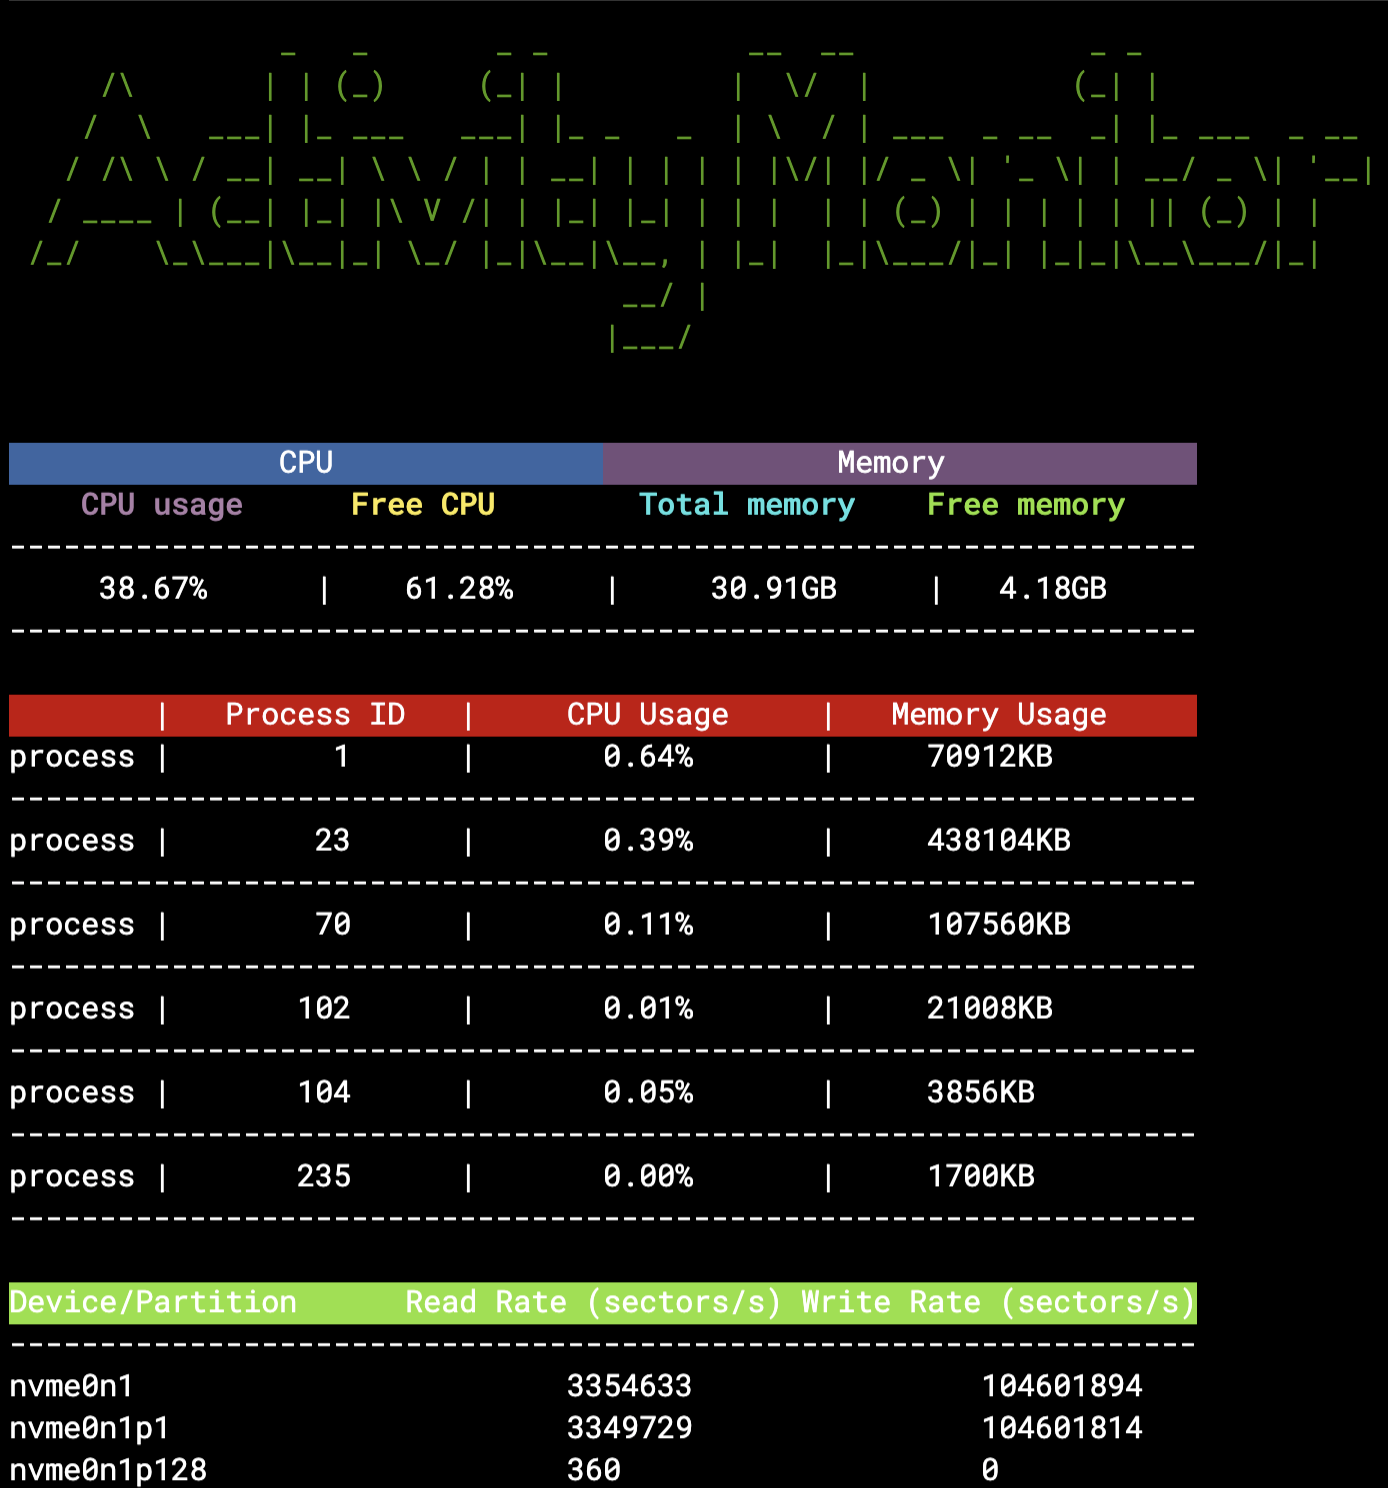 Activity Monitor
CPU Memory
CPU usage Free CPU Total memory Free memory
------------------------------------------------------------------
38.67% | 61.28% | 30.91GB | 4.18GB
------------------------------------------------------------------
| Process ID | CPU Usage | Memory Usage
process | 1 | 0.64% | 70912KB
------------------------------------------------------------------
process | 23 | 0.39% | 438104KB
------------------------------------------------------------------
process | 70 | 0.11% | 107560KB
------------------------------------------------------------------
process | 102 | 0.01% | 21008KB
------------------------------------------------------------------
process | 104 | 0.05% | 3856KB
------------------------------------------------------------------
process | 235 | 0.00% | 1700KB
------------------------------------------------------------------
Device/Partition Read Rate (sectors/s) Write Rate (sectors/s)
------------------------------------------------------------------
nvme0n1 3354633 104601894
nvme0n1p1 3349729 104601814
nvme0n1p128 360 0